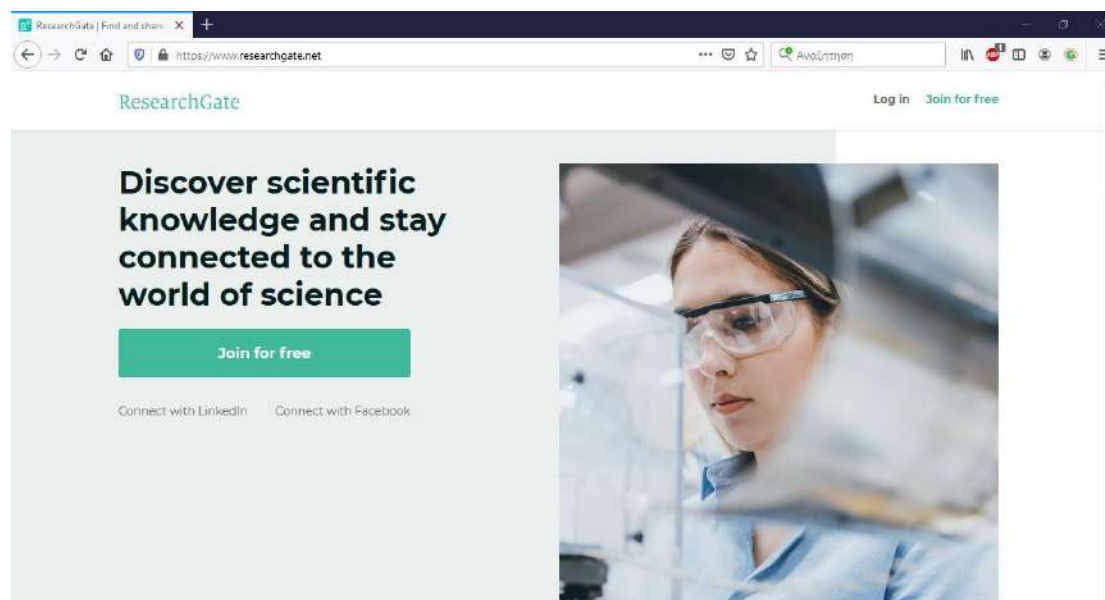 ResearchGate | Find and share
https://www.researchgate.net
Αναζήτηση
ResearchGate
Log in Join for free
Discover scientific
knowledge and stay
connected to the
world of science
Join for free
Connect with LinkedIn Connect with Facebook